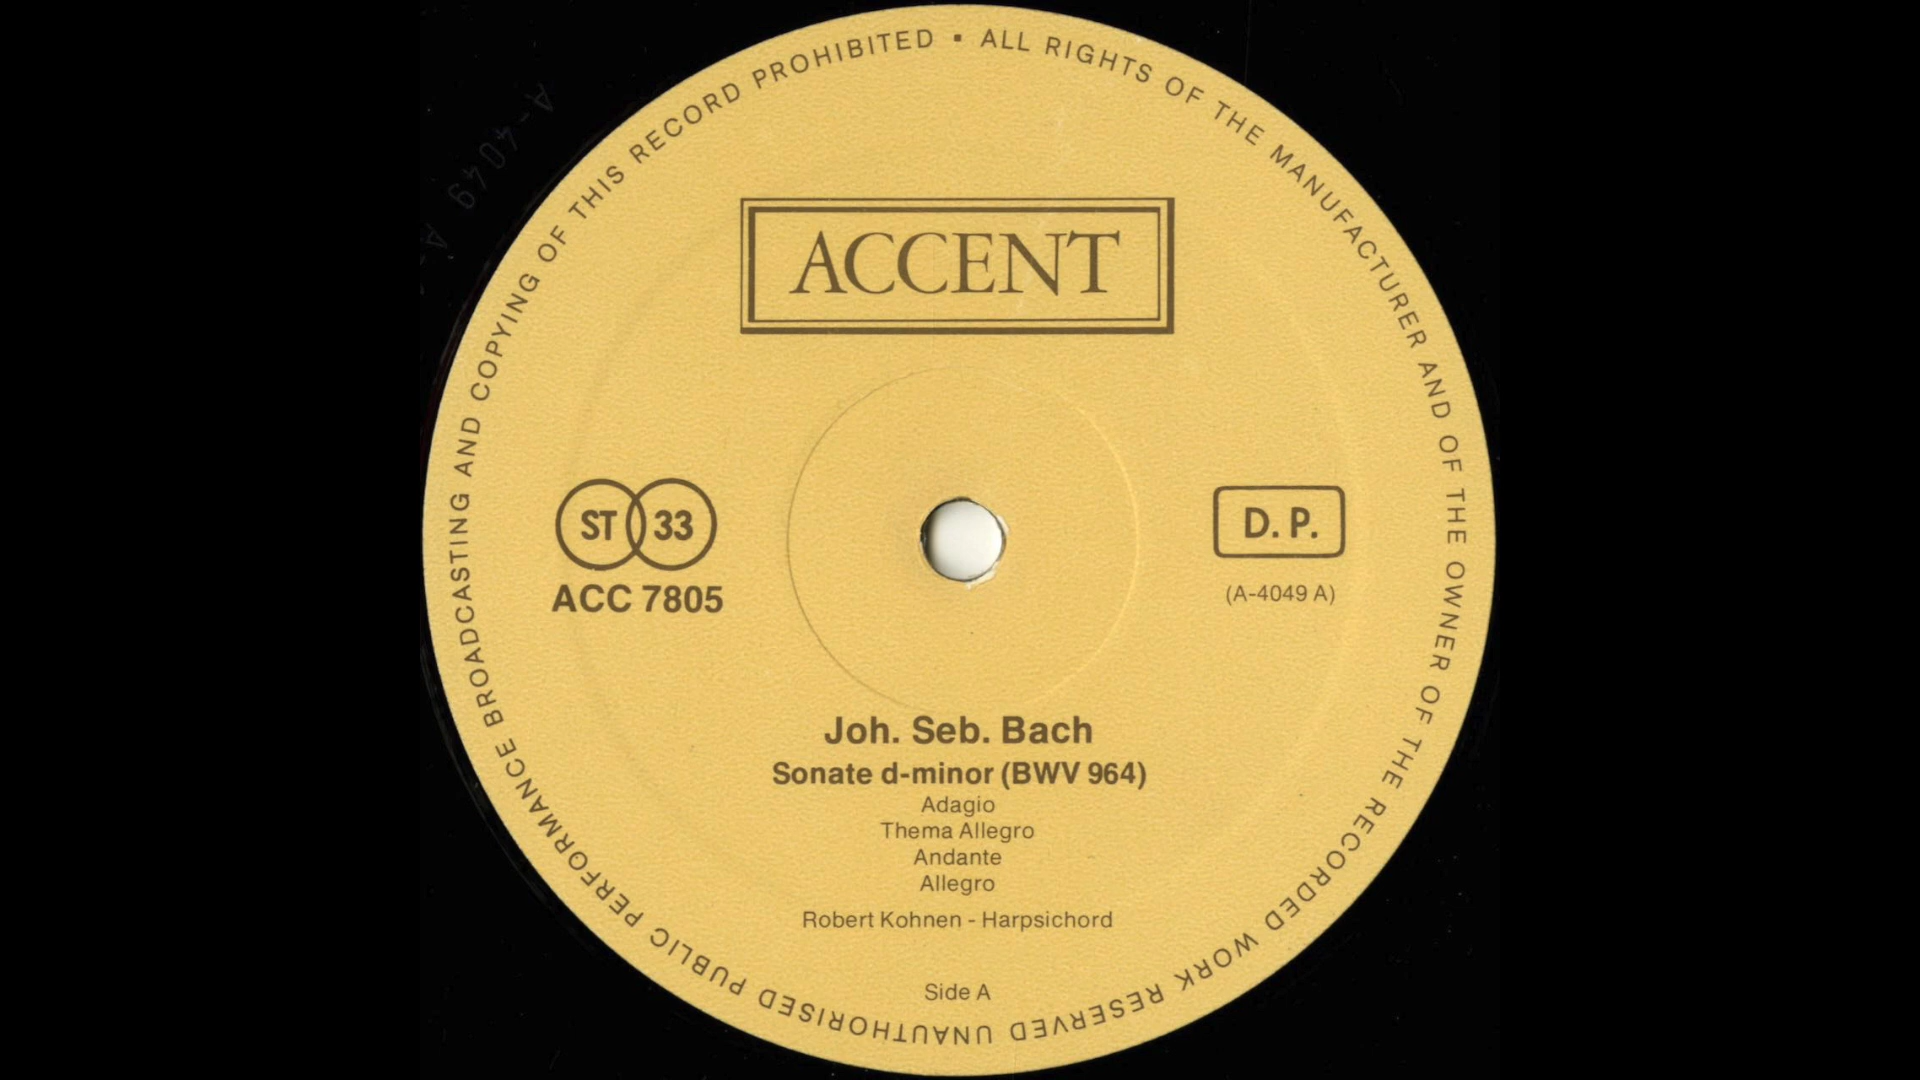 ALL RIGHTS OF THE MANUFACTURER AND OF THE OWNER OF THE RECORDED WORK RESERVED UNAUTHORISED PUBLIC PERFORMANCE BROADCASTING AND COPYING OF THIS RECORD PROHIBITED ▪
A-4049 A
ACCENT
ST 33
ACC 7805
D. P.
(A-4049 A)
Joh. Seb. Bach
Sonate d-minor (BWV 964)
Adagio
Thema Allegro
Andante
Allegro
Robert Kohnen - Harpsichord
Side A